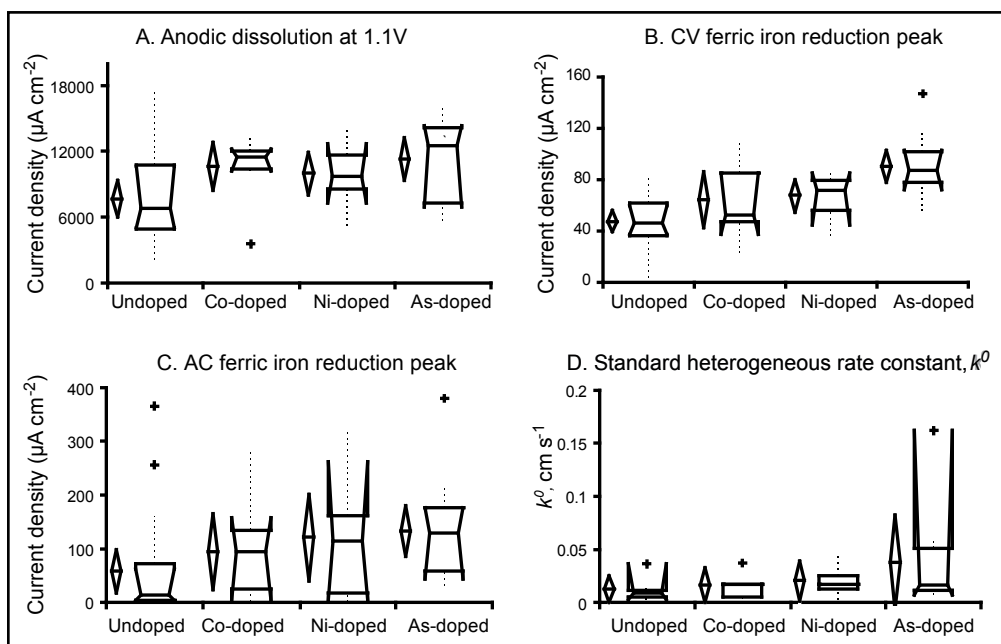 A. Anodic dissolution at 1.1V
Current density (µA cm-2)
18000
12000
6000
0
Undoped Co-doped Ni-doped As-doped
B. CV ferric iron reduction peak
Current density (µA cm-2)
160
120
80
40
0
Undoped Co-doped Ni-doped As-doped
C. AC ferric iron reduction peak
Current density (µA cm-2)
400
300
200
100
0
Undoped Co-doped Ni-doped As-doped
D. Standard heterogeneous rate constant, k⁰
k⁰, cm s-1
0.2
0.15
0.1
0.05
0
Undoped Co-doped Ni-doped As-doped